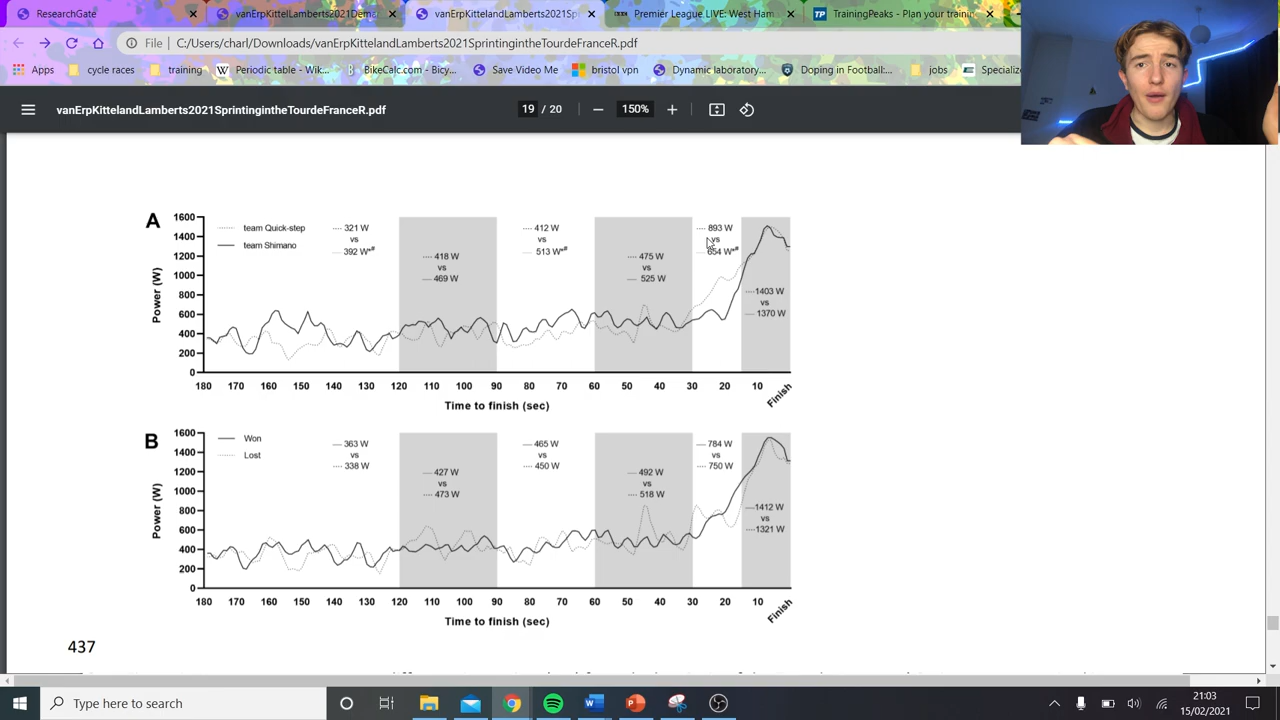 ResearchGate
vanErpKittelLamberts2021Dema
vanErpKittelandLamberts2021Spr
Premier League LIVE: West Ham
TrainingPeaks - Plan your trainin
File
C:/Users/charl/Downloads/vanErpKittelandLamberts2021SprintingintheTourdeFranceR.pdf
Apps
cycle races
training
Periodic table - Wik...
BikeCalc.com - Bicy...
Save Video Me
bristol vpn
Dynamic laboratory...
Doping in Football:...
jobs
Specialize
vanErpKittelandLamberts2021SprintingintheTourdeFranceR.pdf
19 / 20
150%
A
Power (W)
1600
1400
1200
1000
800
600
400
200
0
team Quick-step
team Shimano
321 W
vs
392 W*#
418 W
vs
469 W
412 W
vs
513 W*#
475 W
vs
525 W
893 W
vs
654 W*#
1403 W
vs
1370 W
180 170 160 150 140 130 120 110 100 90 80 70 60 50 40 30 20 10 Finish
Time to finish (sec)
B
Power (W)
1600
1400
1200
1000
800
600
400
200
0
Won
Lost
363 W
vs
338 W
427 W
vs
473 W
465 W
vs
450 W
492 W
vs
518 W
784 W
vs
750 W
1412 W
vs
1321 W
180 170 160 150 140 130 120 110 100 90 80 70 60 50 40 30 20 10 Finish
Time to finish (sec)
437
Type here to search
21:03
15/02/2021